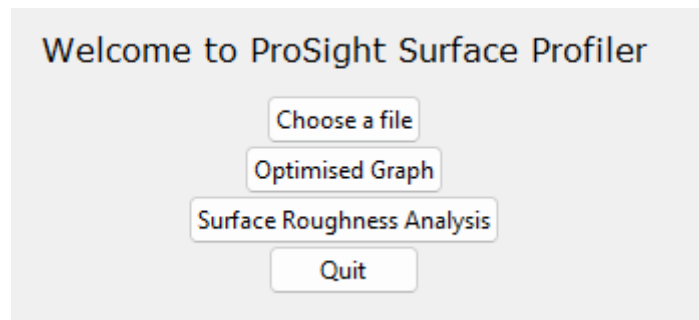 Welcome to ProSight Surface Profiler
Choose a file
Optimised Graph
Surface Roughness Analysis
Quit